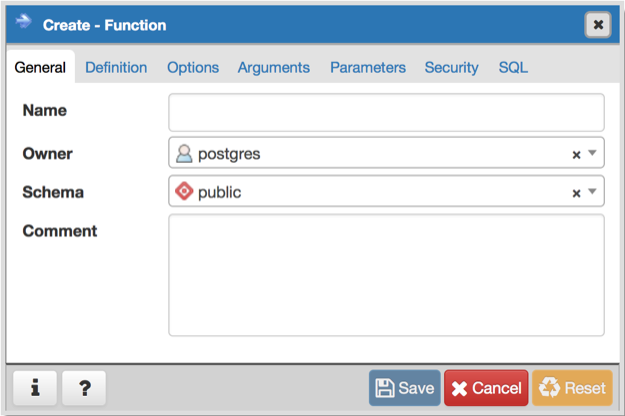 Create - Function
General Definition Options Arguments Parameters Security SQL
Name
Owner postgres
Schema public
Comment
i ? Save Cancel Reset